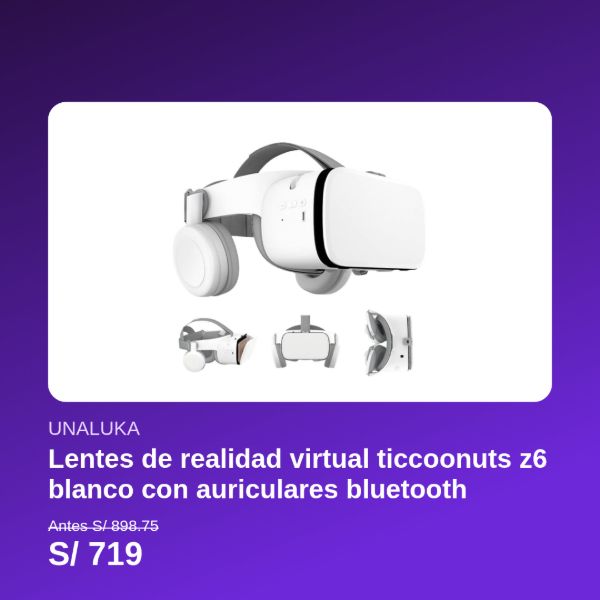 UNALUKA
Lentes de realidad virtual ticcoonuts z6
blanco con auriculares bluetooth
Antes S/ 898.75
S/ 719